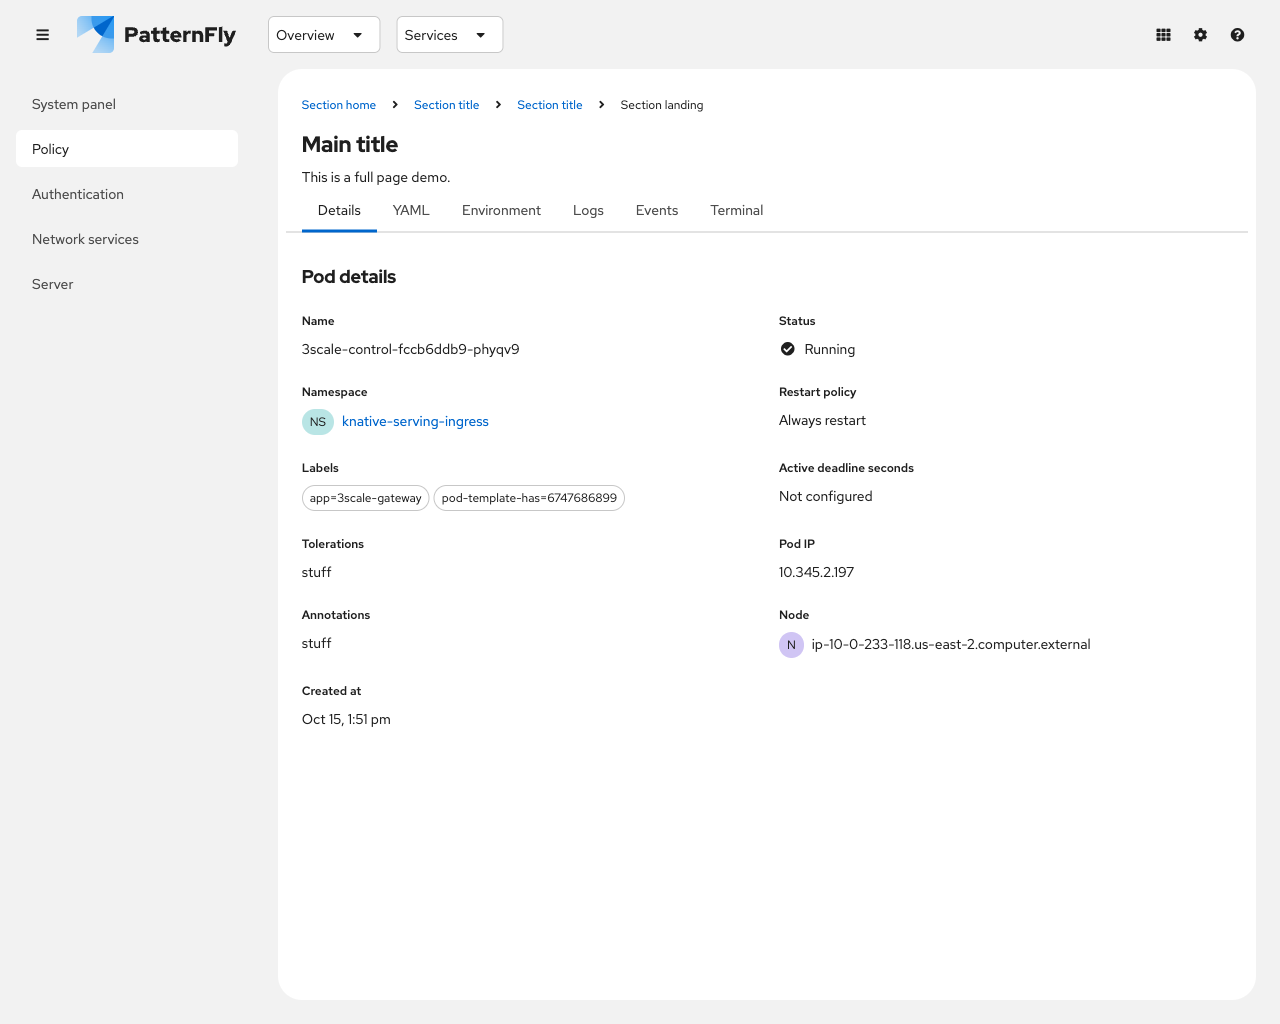 PatternFly
Overview
Services
System panel
Policy
Authentication
Network services
Server
Section home
Section title
Section title
Section landing
Main title
This is a full page demo.
Details
YAML
Environment
Logs
Events
Terminal
Pod details
Name
3scale-control-fccb6ddb9-phyqv9
Status
Running
Namespace
NS knative-serving-ingress
Restart policy
Always restart
Labels
app=3scale-gateway
pod-template-has=6747686899
Active deadline seconds
Not configured
Tolerations
stuff
Pod IP
10.345.2.197
Annotations
stuff
Node
N ip-10-0-233-118.us-east-2.computer.external
Created at
Oct 15, 1:51 pm